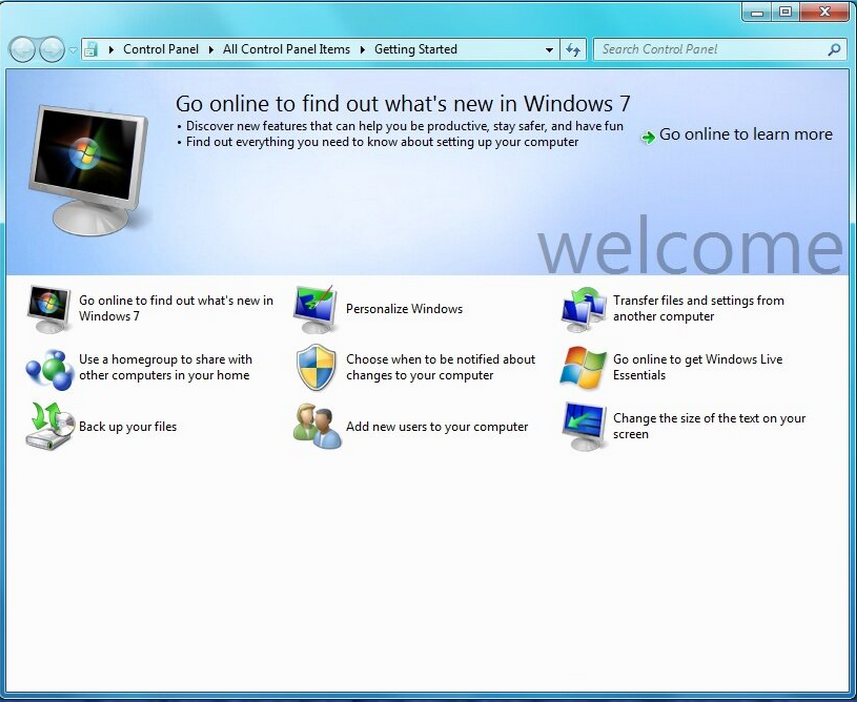 Control Panel
All Control Panel Items
Getting Started
Search Control Panel
Go online to find out what's new in Windows 7
• Discover new features that can help you be productive, stay safer, and have fun
• Find out everything you need to know about setting up your computer
Go online to learn more
welcome
Go online to find out what's new in
Windows 7
Personalize Windows
Transfer files and settings from
another computer
Use a homegroup to share with
other computers in your home
Choose when to be notified about
changes to your computer
Go online to get Windows Live
Essentials
Back up your files
Add new users to your computer
Change the size of the text on your
screen